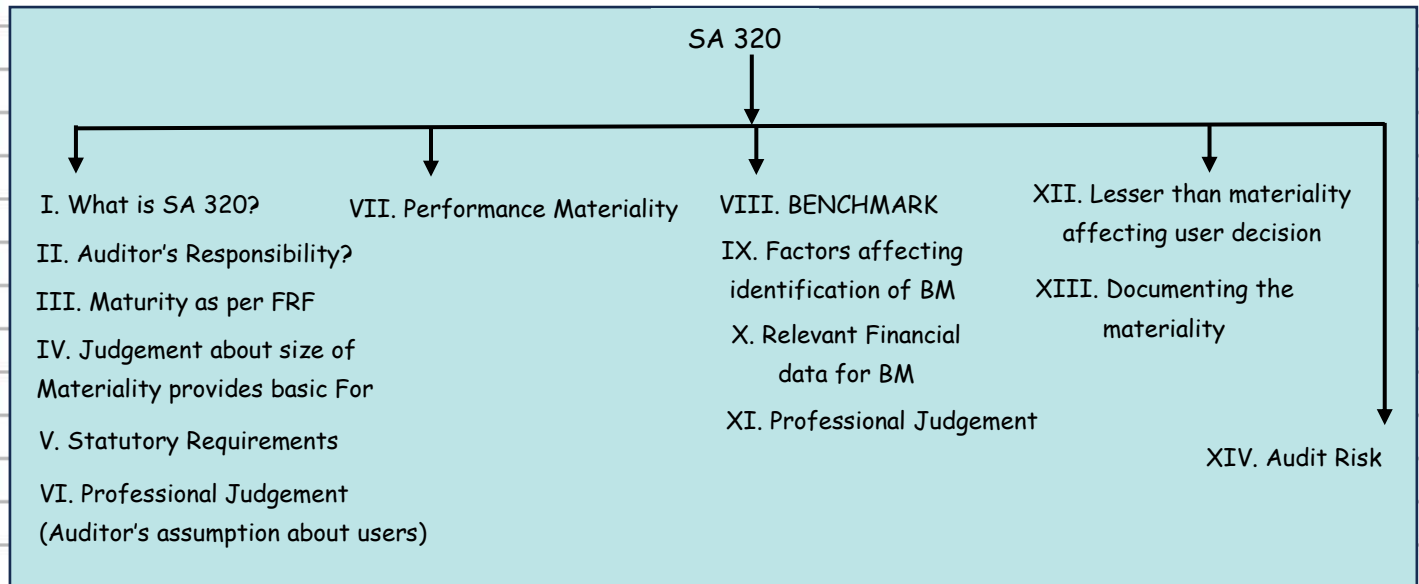 SA 320
I. What is SA 320?
II. Auditor's Responsibility?
III. Maturity as per FRF
IV. Judgement about size of
Materiality provides basic For
V. Statutory Requirements
VI. Professional Judgement
(Auditor's assumption about users)
VII. Performance Materiality
VIII. BENCHMARK
IX. Factors affecting
identification of BM
X. Relevant Financial
data for BM
XI. Professional Judgement
XII. Lesser than materiality
affecting user decision
XIII. Documenting the
materiality
XIV. Audit Risk